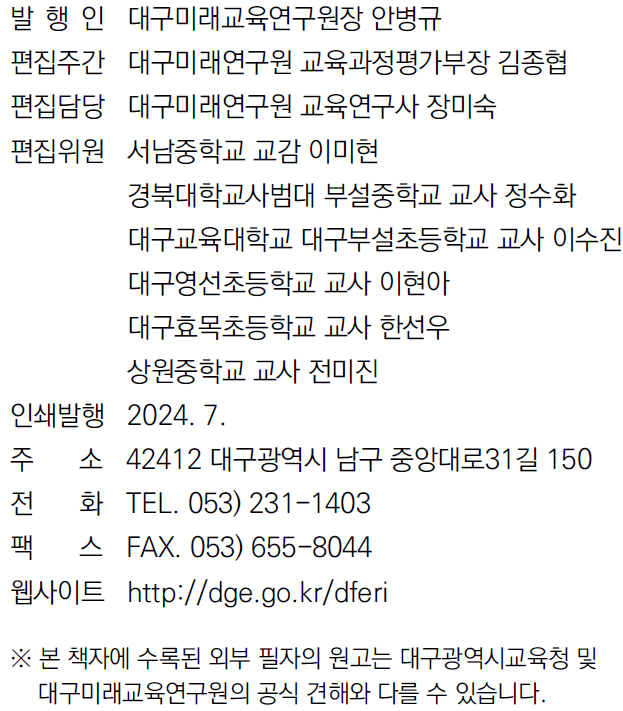 발 행 인 대구미래교육연구원장 안병규
편집주간 대구미래연구원 교육과정평가부장 김종협
편집담당 대구미래연구원 교육연구사 장미숙
편집위원 서남중학교 교감 이미현
경북대학교사범대 부설중학교 교사 정수화
대구교육대학교 대구부설초등학교 교사 이수진
대구영선초등학교 교사 이현아
대구효목초등학교 교사 한선우
상원중학교 교사 전미진
인쇄발행 2024. 7.
주 소 42412 대구광역시 남구 중앙대로31길 150
전 화 TEL. 053) 231-1403
팩 스 FAX. 053) 655-8044
웹사이트 http://dge.go.kr/dferi
※ 본 책자에 수록된 외부 필자의 원고는 대구광역시교육청 및
대구미래교육연구원의 공식 견해와 다를 수 있습니다.